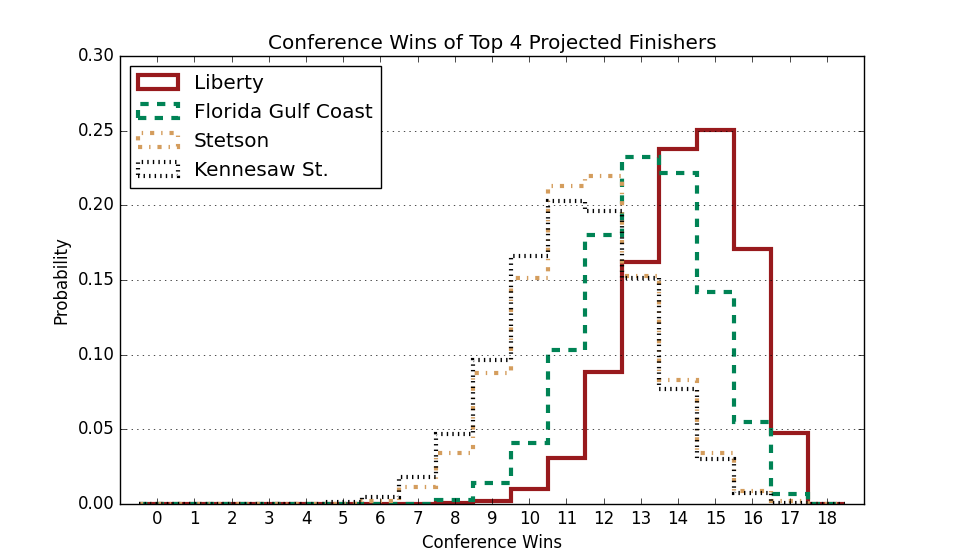 Conference Wins of Top 4 Projected Finishers
0.30
0.25
0.20
0.15
0.10
0.05
0.00
Probability
Liberty
Florida Gulf Coast
Stetson
Kennesaw St.
0 1 2 3 4 5 6 7 8 9 10 11 12 13 14 15 16 17 18
Conference Wins